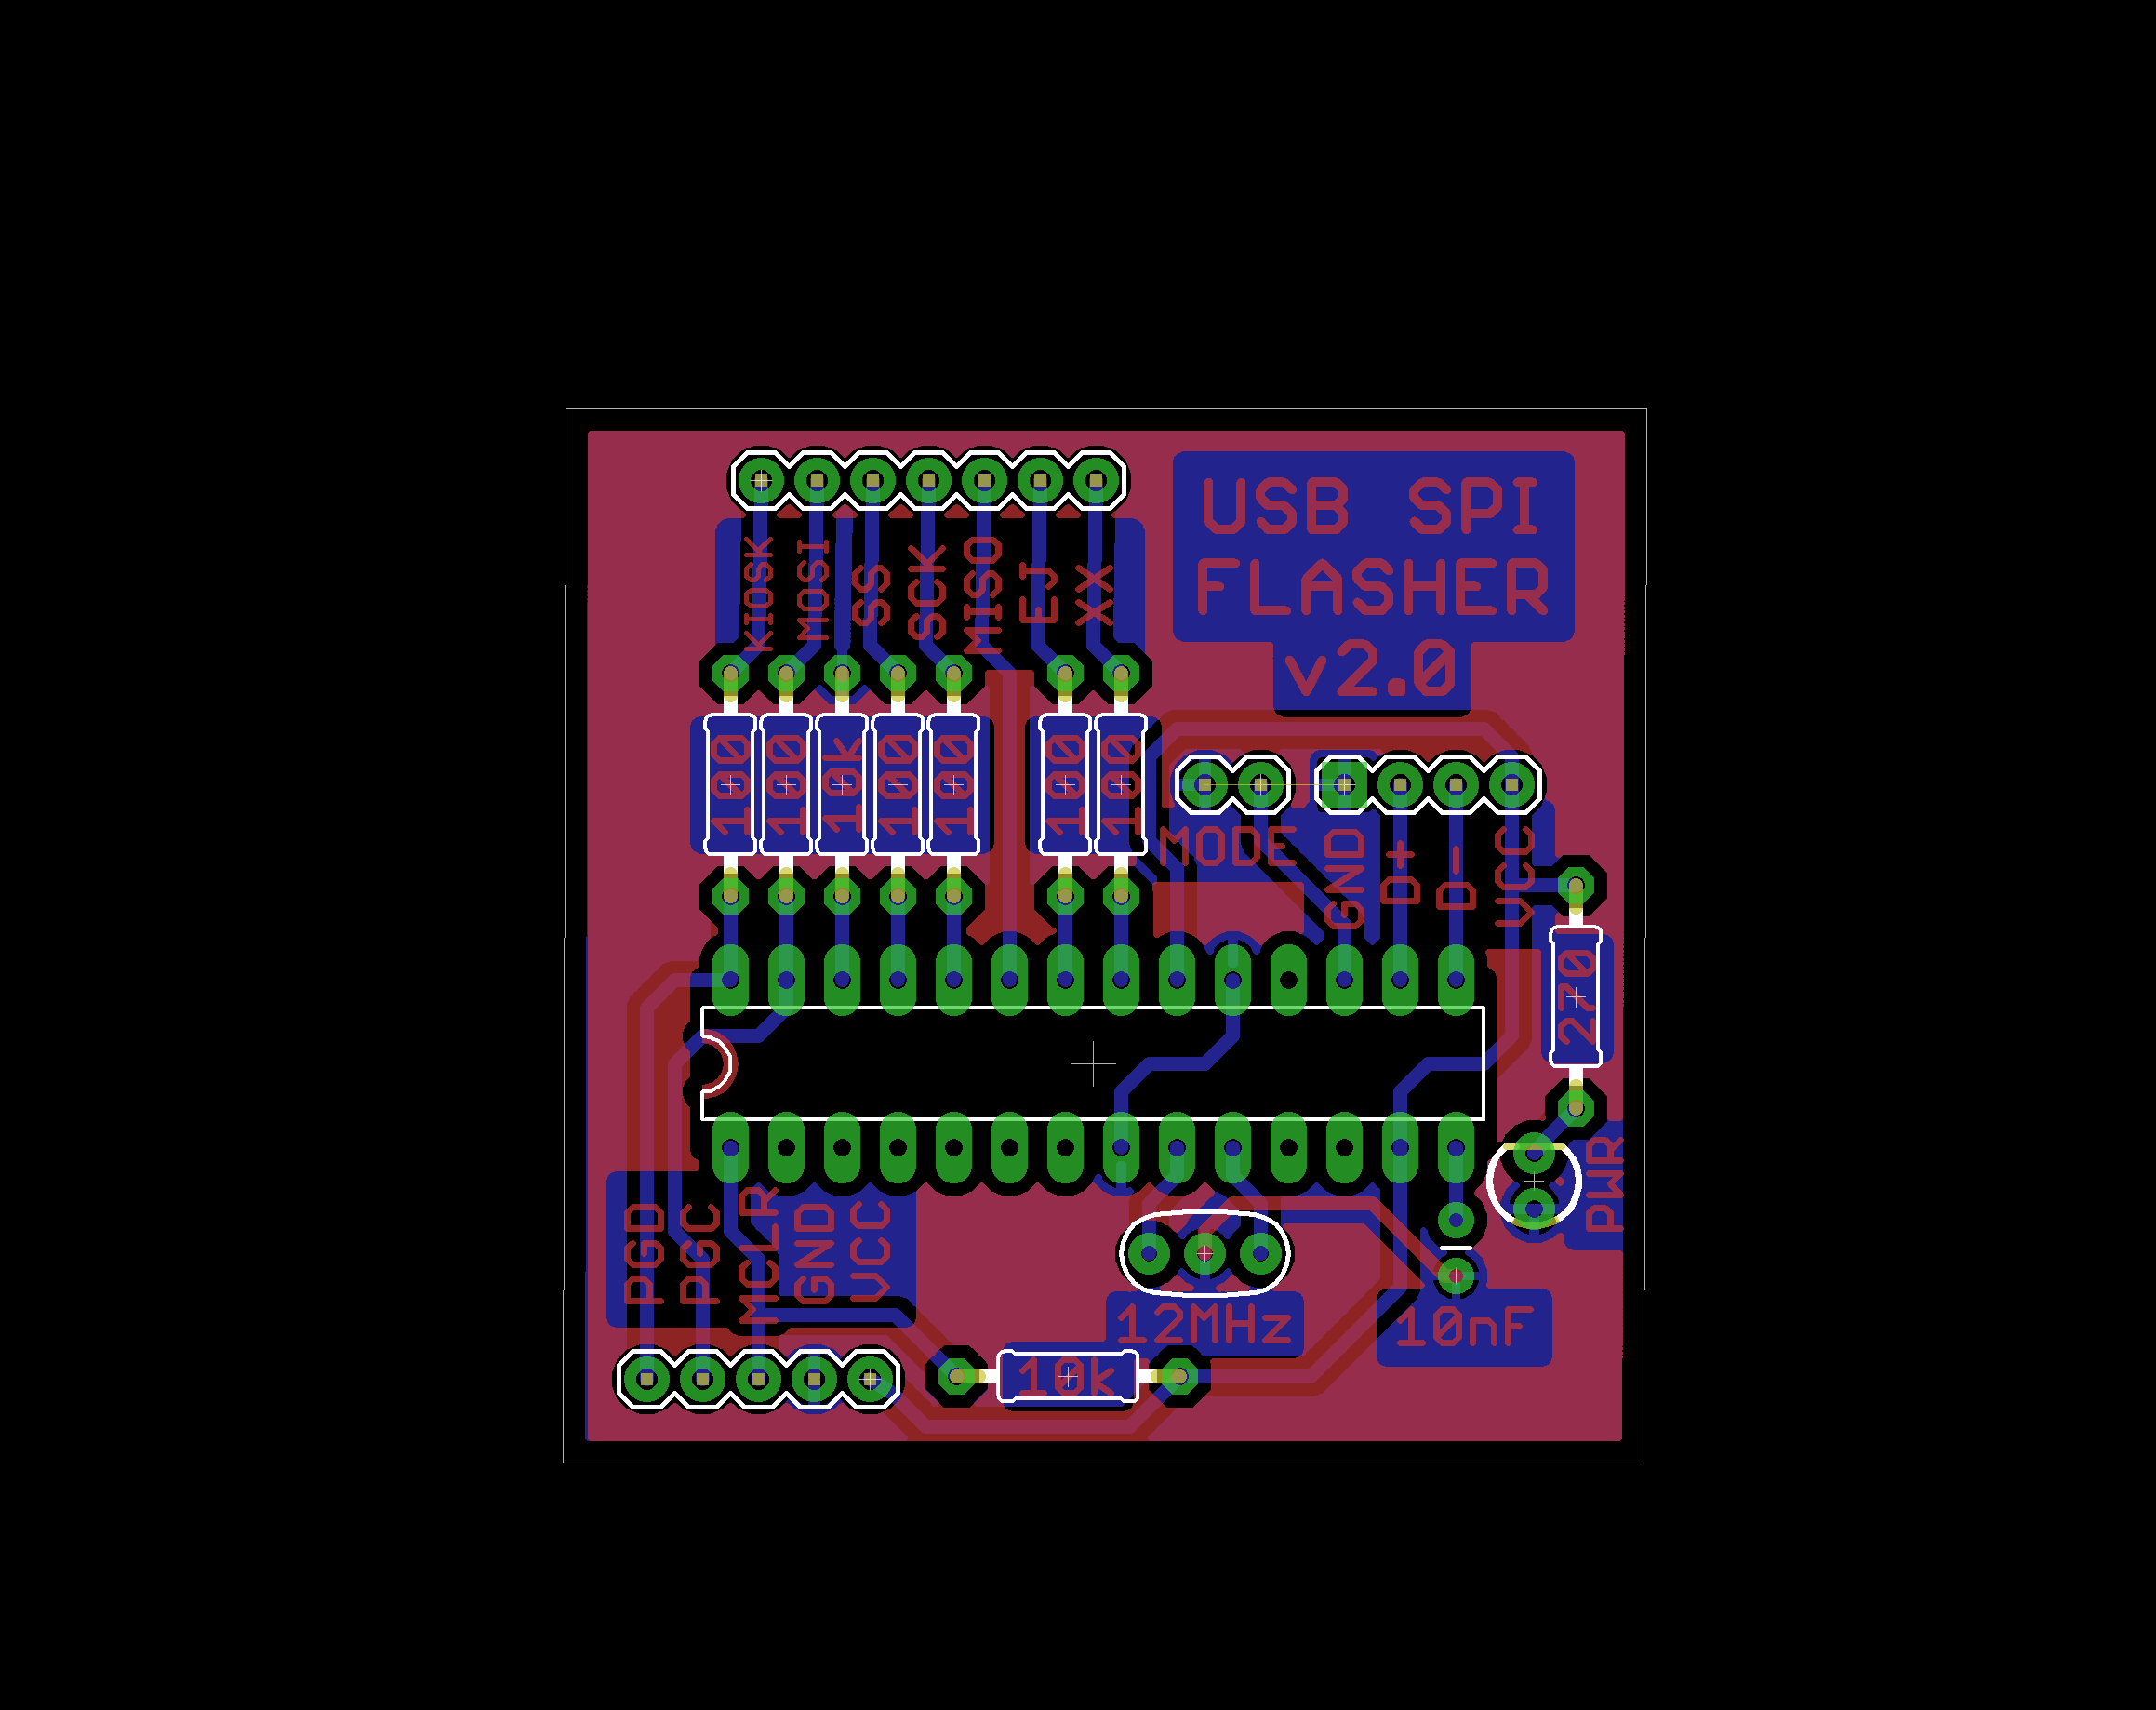 USB SPI
FLASHER
v2.0
KIOSK
MOSI
SS
SCK
MISO
EJ
XX
100
100
10k
100
100
100
100
MODE
GND
D+
D-
VCC
270
PWR
PGD
PGC
MCLR
GND
VCC
12MHz
10nF
10k